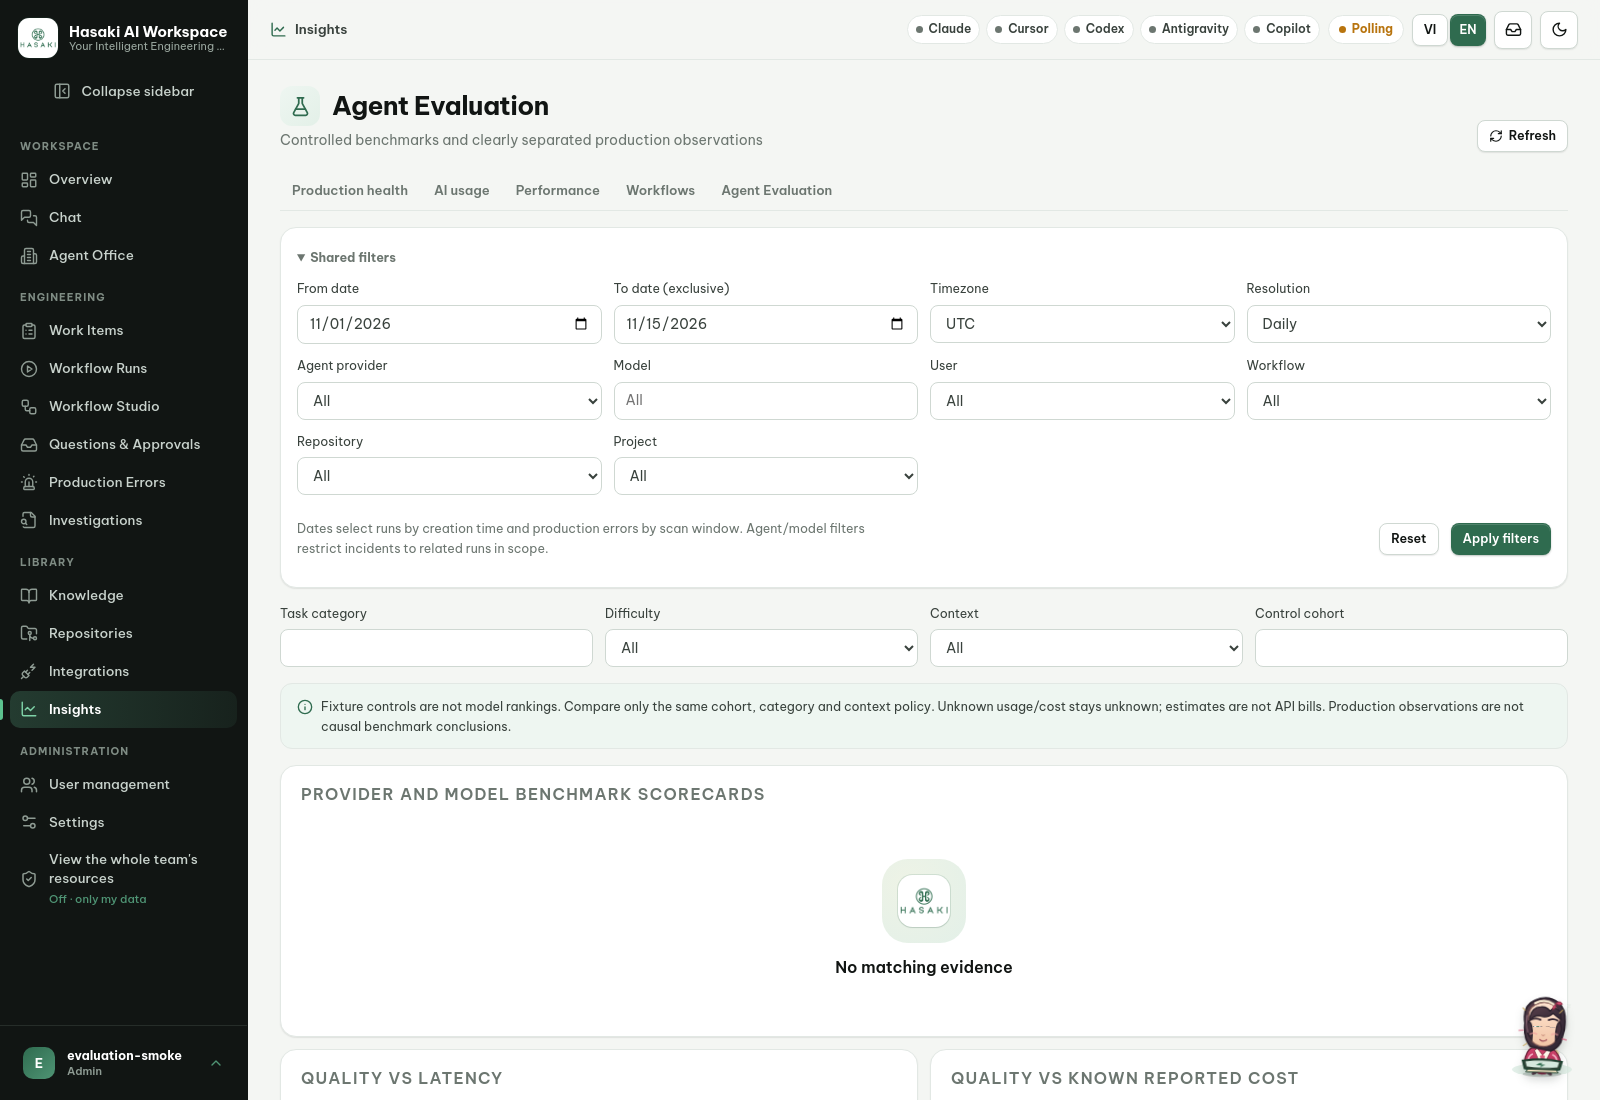 HASAKI
Hasaki AI Workspace
Your Intelligent Engineering ...
Collapse sidebar
WORKSPACE
Overview
Chat
Agent Office
ENGINEERING
Work Items
Workflow Runs
Workflow Studio
Questions & Approvals
Production Errors
Investigations
LIBRARY
Knowledge
Repositories
Integrations
Insights
ADMINISTRATION
User management
Settings
View the whole team's
resources
Off · only my data
E
evaluation-smoke
Admin
Insights
Claude
Cursor
Codex
Antigravity
Copilot
Polling
VI
EN
Agent Evaluation
Controlled benchmarks and clearly separated production observations
Refresh
Production health
AI usage
Performance
Workflows
Agent Evaluation
Shared filters
From date
To date (exclusive)
Timezone
Resolution
11/01/2026
11/15/2026
UTC
Daily
Agent provider
Model
User
Workflow
All
All
All
All
Repository
Project
All
All
Dates select runs by creation time and production errors by scan window. Agent/model filters
restrict incidents to related runs in scope.
Reset
Apply filters
Task category
Difficulty
Context
Control cohort
All
All
Fixture controls are not model rankings. Compare only the same cohort, category and context policy. Unknown usage/cost stays unknown; estimates are not API bills. Production observations are not
causal benchmark conclusions.
PROVIDER AND MODEL BENCHMARK SCORECARDS
HASAKI
No matching evidence
QUALITY VS LATENCY
QUALITY VS KNOWN REPORTED COST